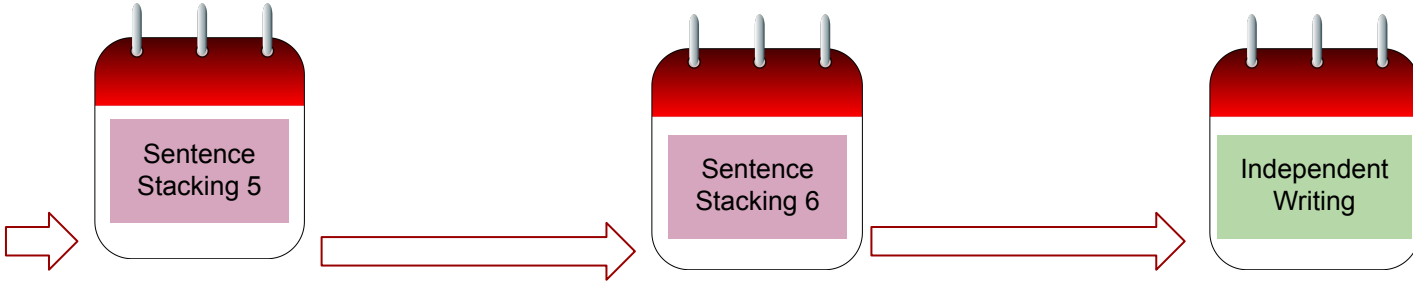 Sentence
Stacking 5
Sentence
Stacking 6
Independent
Writing